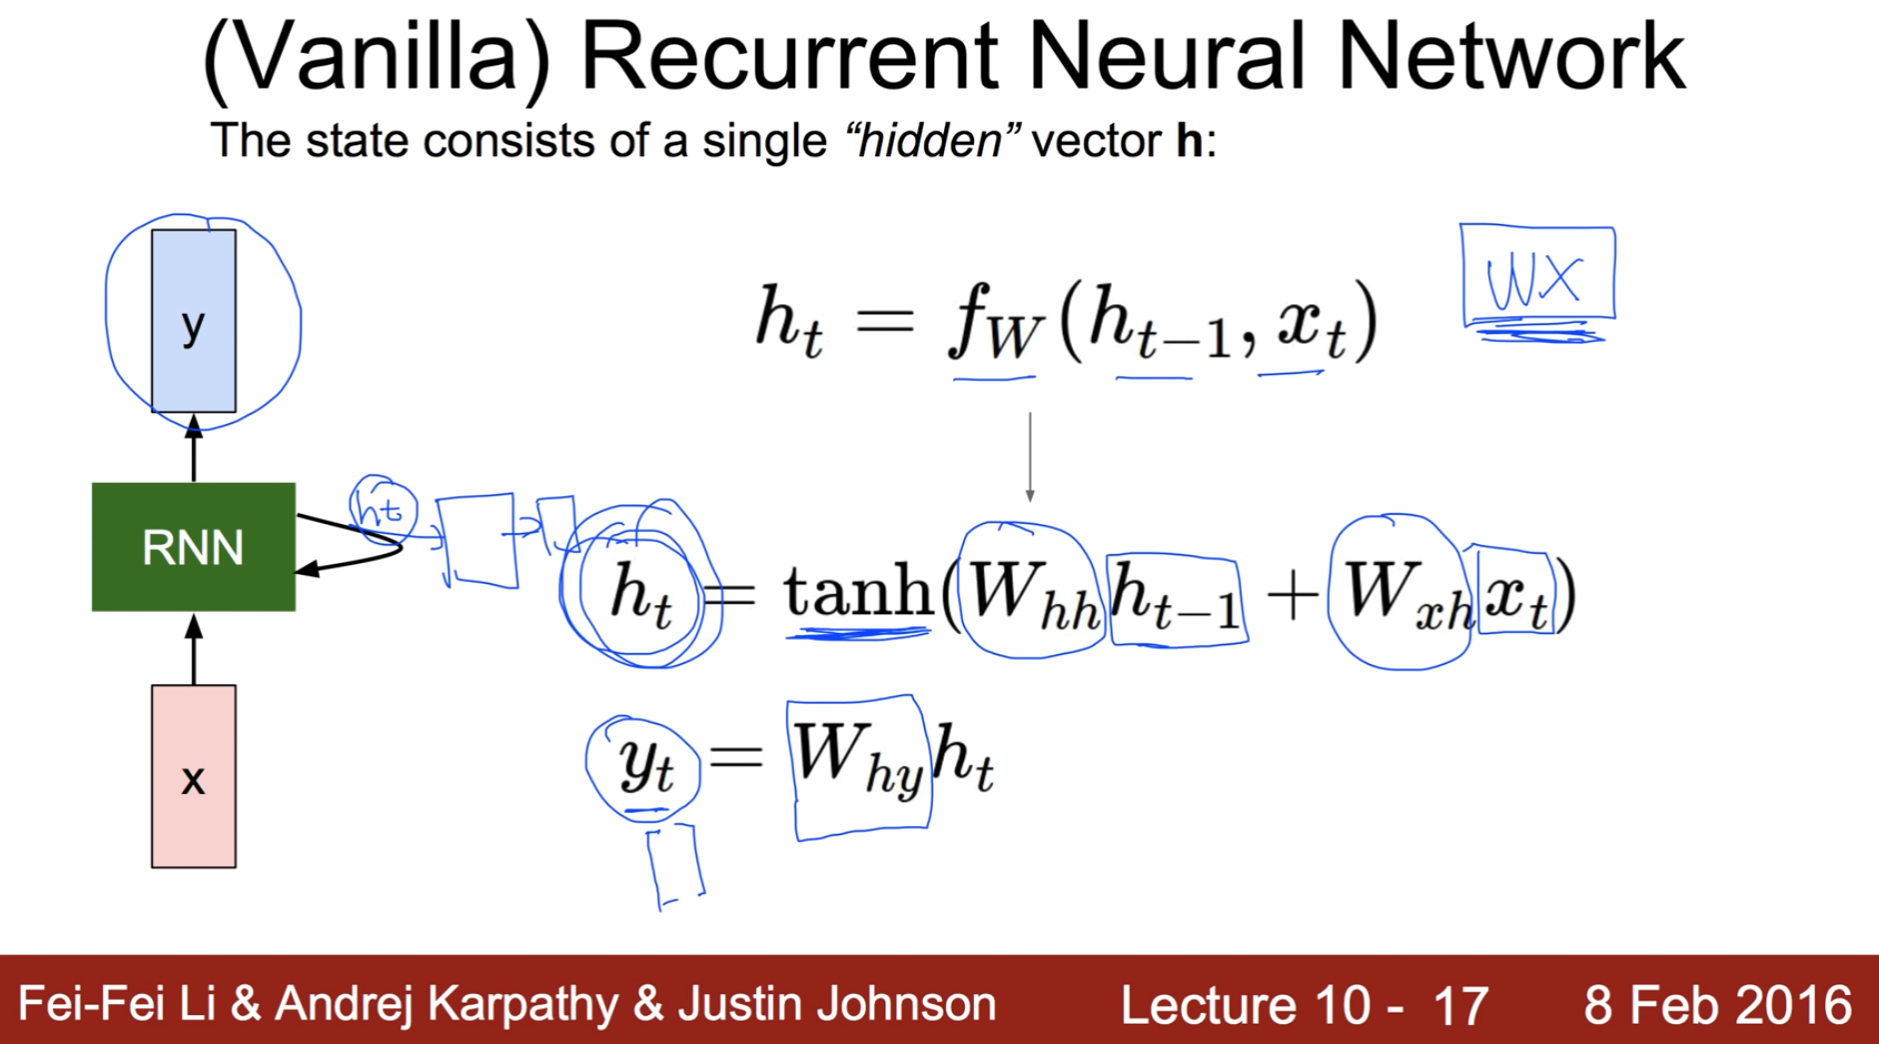 (Vanilla) Recurrent Neural Network
The state consists of a single “hidden” vector h:
y
RNN
x
ht
WX
h_t = f_W(h_{t-1}, x_t)
h_t = tanh(W_{hh}h_{t-1} + W_{xh}x_t)
y_t = W_{hy}h_t
Fei-Fei Li & Andrej Karpathy & Justin Johnson
Lecture 10 - 17
8 Feb 2016